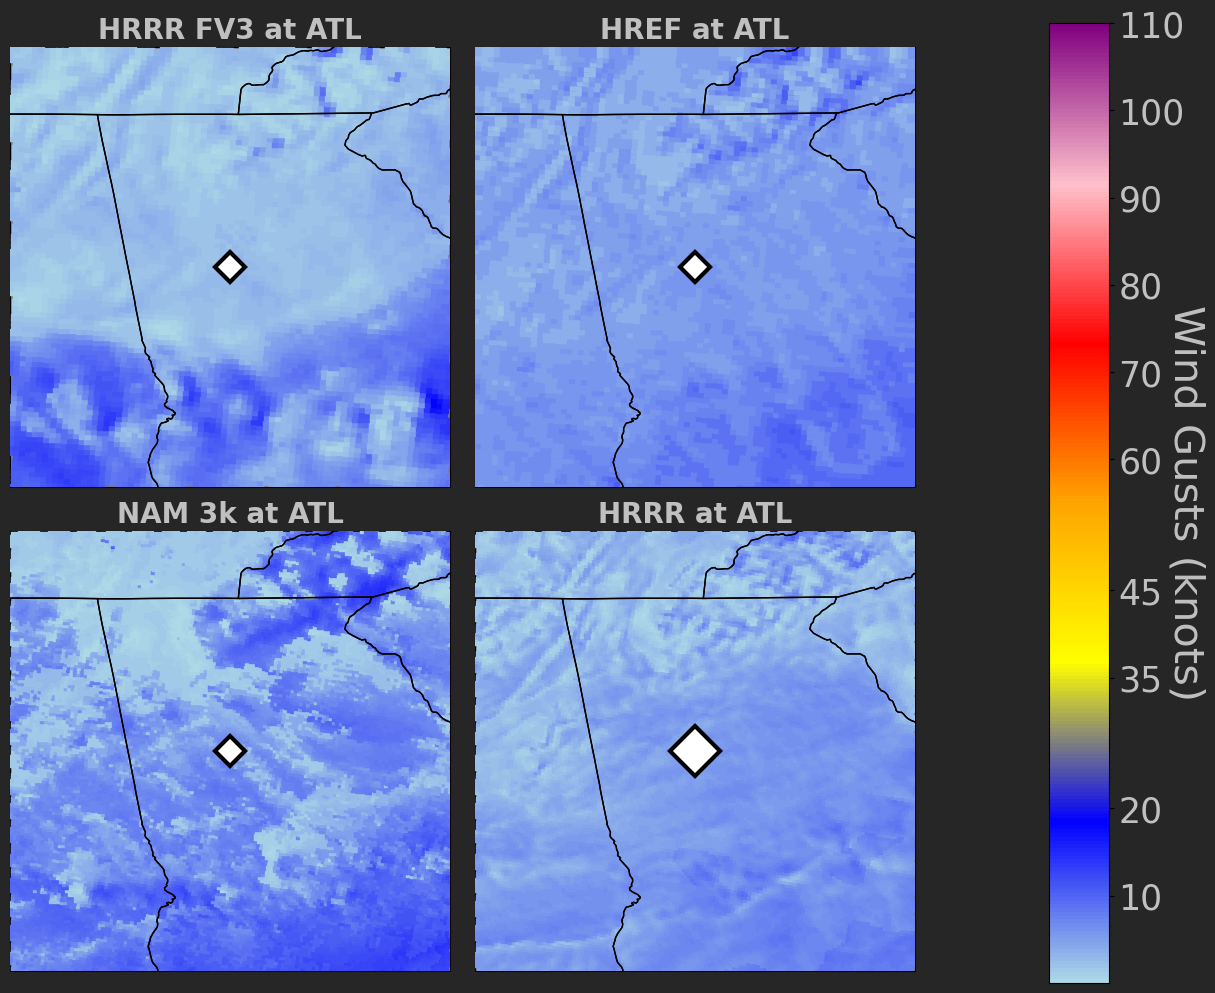 HRRR FV3 at ATL
HREF at ATL
NAM 3k at ATL
HRRR at ATL
110
100
90
80
70
60
45
35
20
10
Wind Gusts (knots)